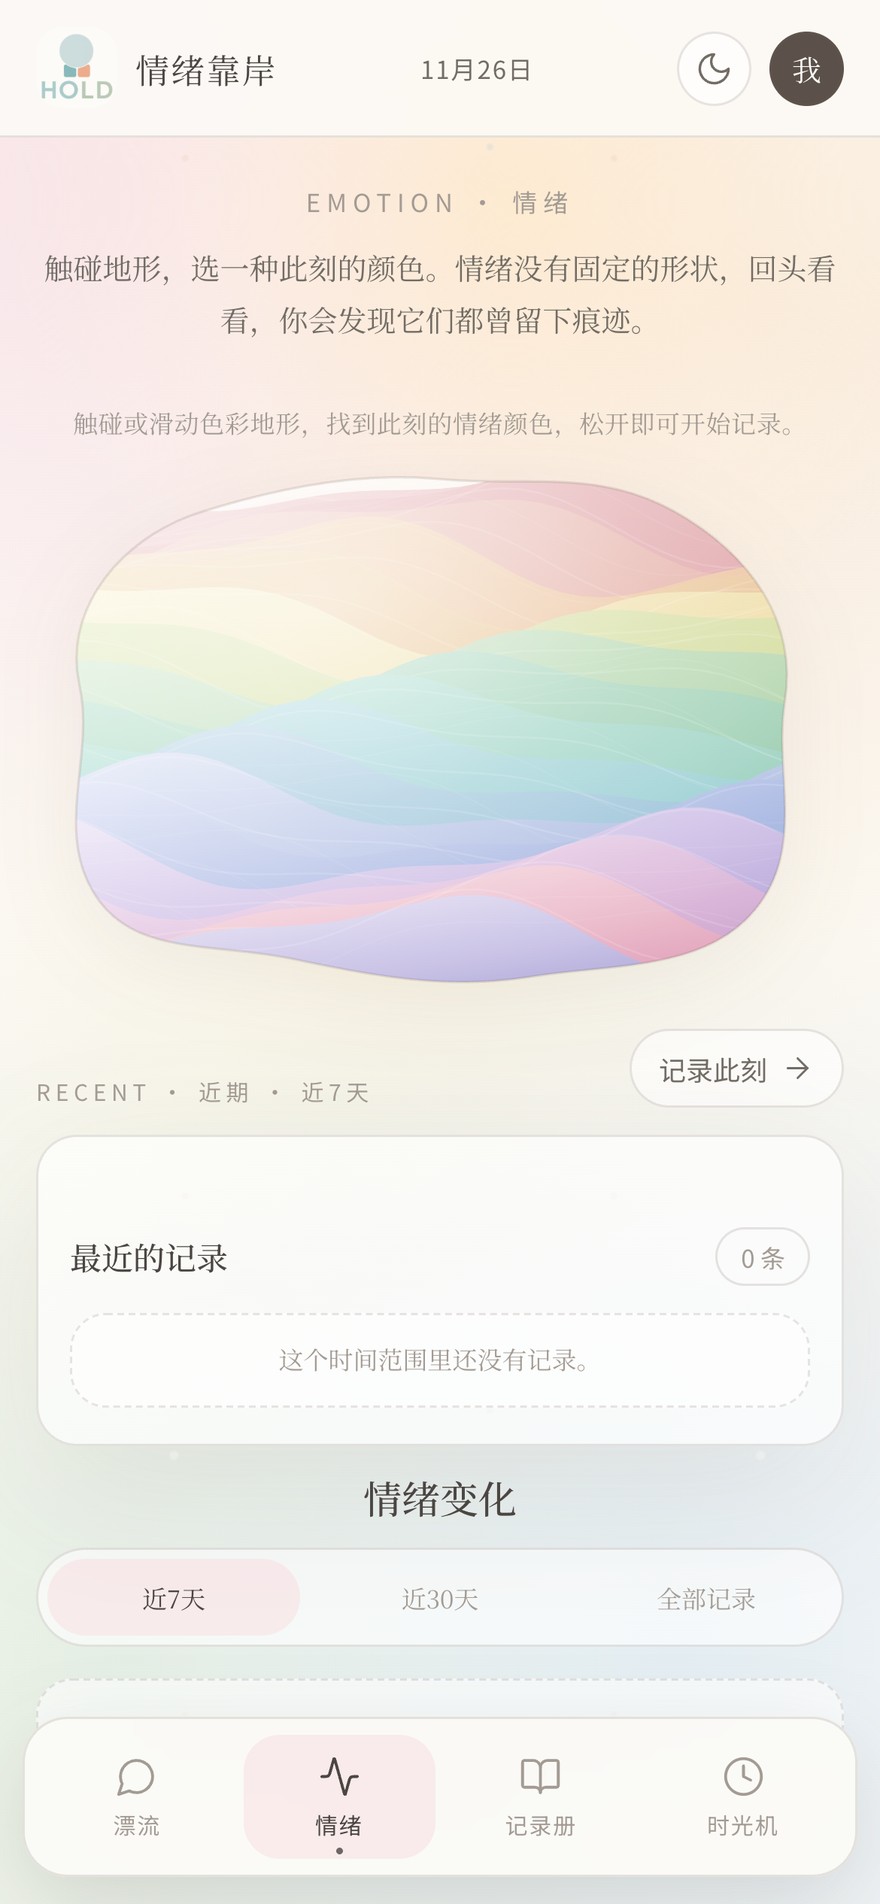 HOLD
情绪靠岸
11月26日
我
EMOTION · 情绪
触碰地形，选一种此刻的颜色。情绪没有固定的形状，回头看
看，你会发现它们都曾留下痕迹。
触碰或滑动色彩地形，找到此刻的情绪颜色，松开即可开始记录。
记录此刻 →
RECENT · 近期 · 近7天
最近的记录
0 条
这个时间范围里还没有记录。
情绪变化
近7天
近30天
全部记录
漂流
情绪
记录册
时光机